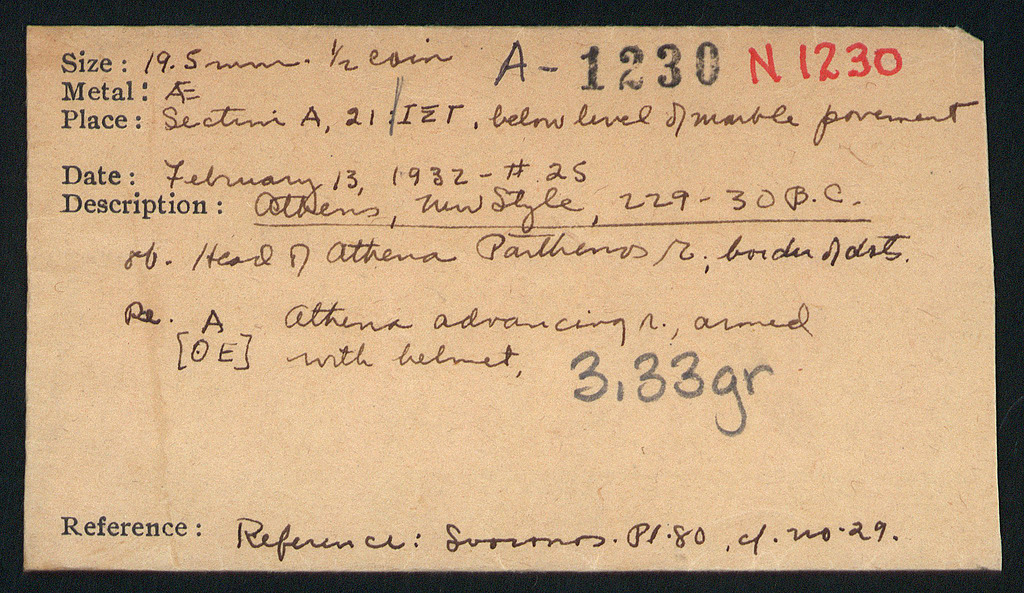 Size: 19.5 mm. ½ coin A-1230 N 1230
Metal: Æ
Place: Section A, 21/ΙΣΤ, below level of marble pavement
Date: February 13, 1932 - # 25
Description: Athens, New Style, 229-30 B.C.
ob. Head of Athena Parthenos r., border of dots.
Re. Α Athena advancing r., armed
[ΘΕ] with helmet.
3.33gr
Reference: Reference: Svoronos. Pl. 80, cf. no. 29.